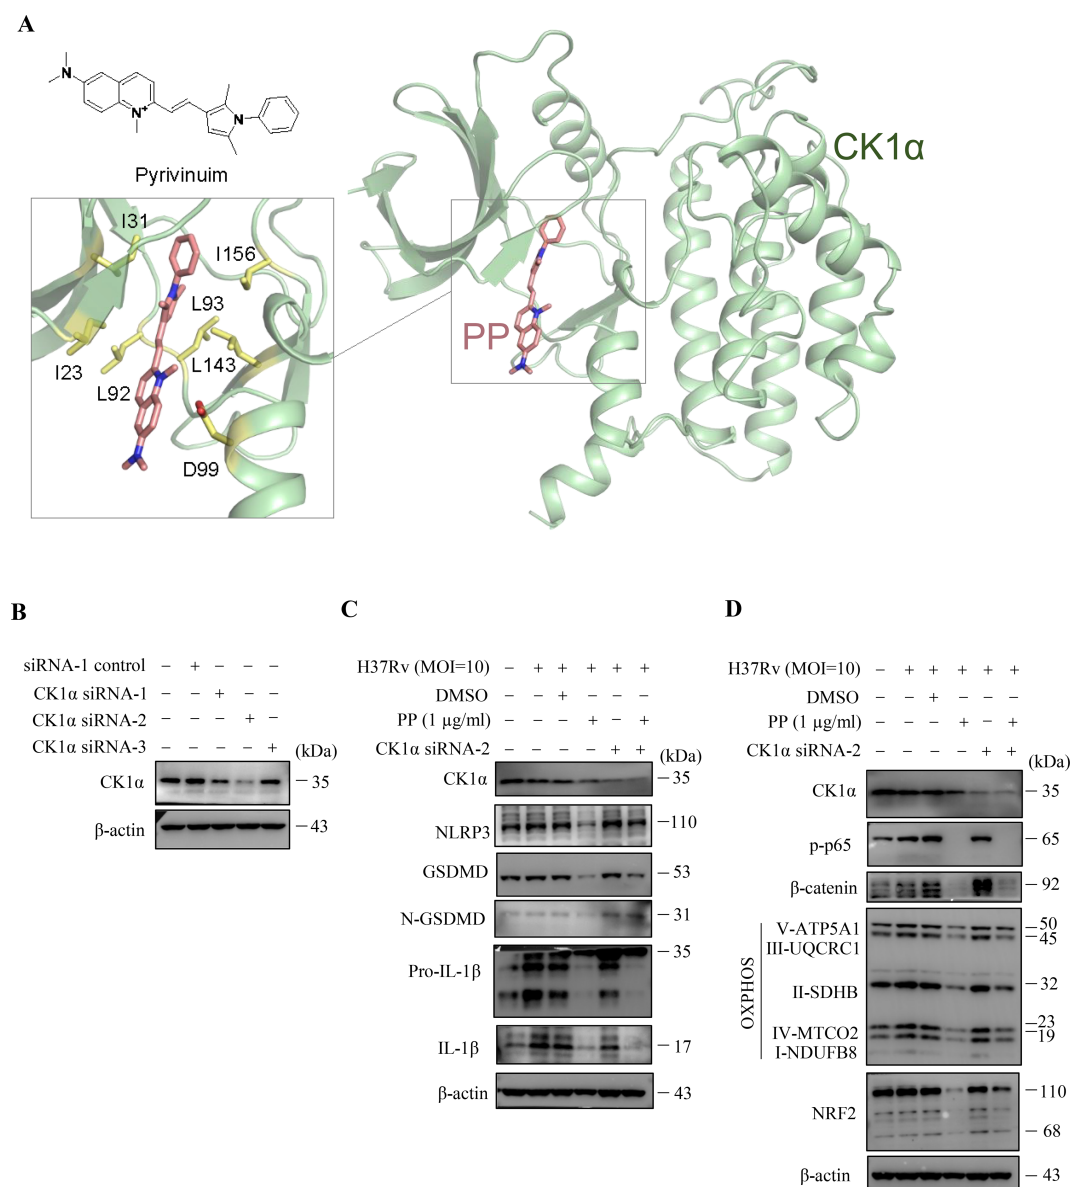 A
N
N+
N
Pyrivinuim
CK1α
PP
I31
I156
L93
I23
L92
L143
D99
B
siRNA-1 control – + – – –
CK1α siRNA-1 – – + – –
CK1α siRNA-2 – – – + –
CK1α siRNA-3 – – – – + (kDa)
CK1α – 35
β-actin – 43
C
H37Rv (MOI=10) – + + + + +
DMSO – – + – – –
PP (1 µg/ml) – – – + – +
CK1α siRNA-2 – – – – + + (kDa)
CK1α – 35
NLRP3 – 110
GSDMD – 53
N-GSDMD – 31
Pro-IL-1β – 35
IL-1β – 17
β-actin – 43
D
H37Rv (MOI=10) – + + + + +
DMSO – – + – – –
PP (1 µg/ml) – – – + – +
CK1α siRNA-2 – – – – + + (kDa)
CK1α – 35
p-p65 – 65
β-catenin – 92
OXPHOS
V-ATP5A1 – 50
III-UQCRC1 – 45
II-SDHB – 32
IV-MTCO2 – 23
I-NDUFB8 – 19
NRF2 – 110
– 68
β-actin – 43